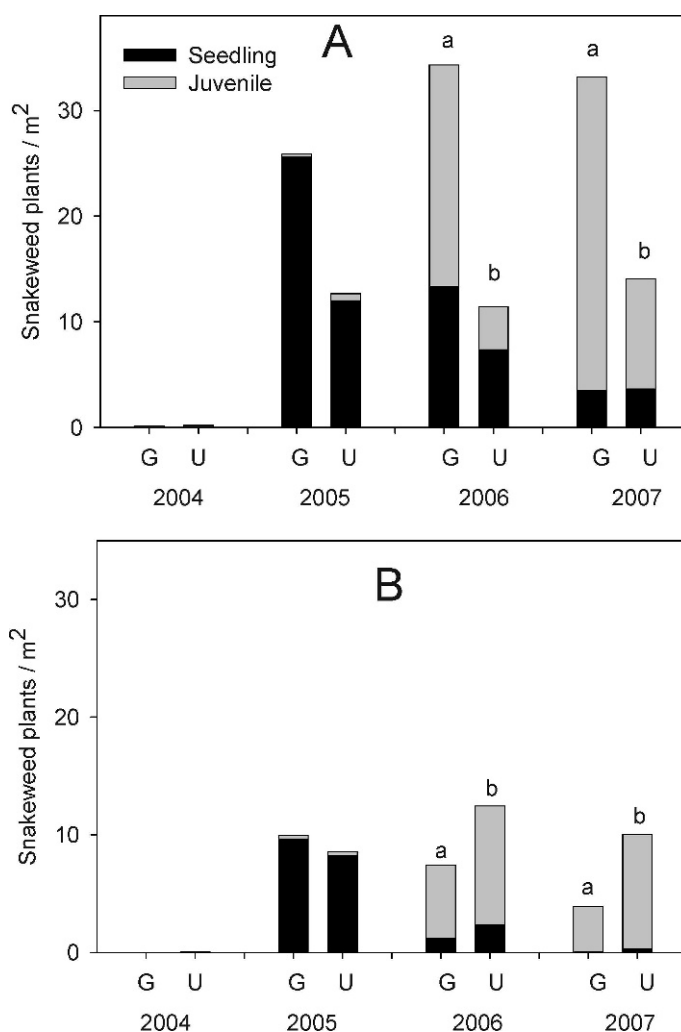 A
Seedling
Juvenile
a
a
b
b
Snakeweed plants / m²
30
20
10
0
G U G U G U G U
2004 2005 2006 2007
B
Snakeweed plants / m²
30
20
10
0
a
b
a
b
G U G U G U G U
2004 2005 2006 2007